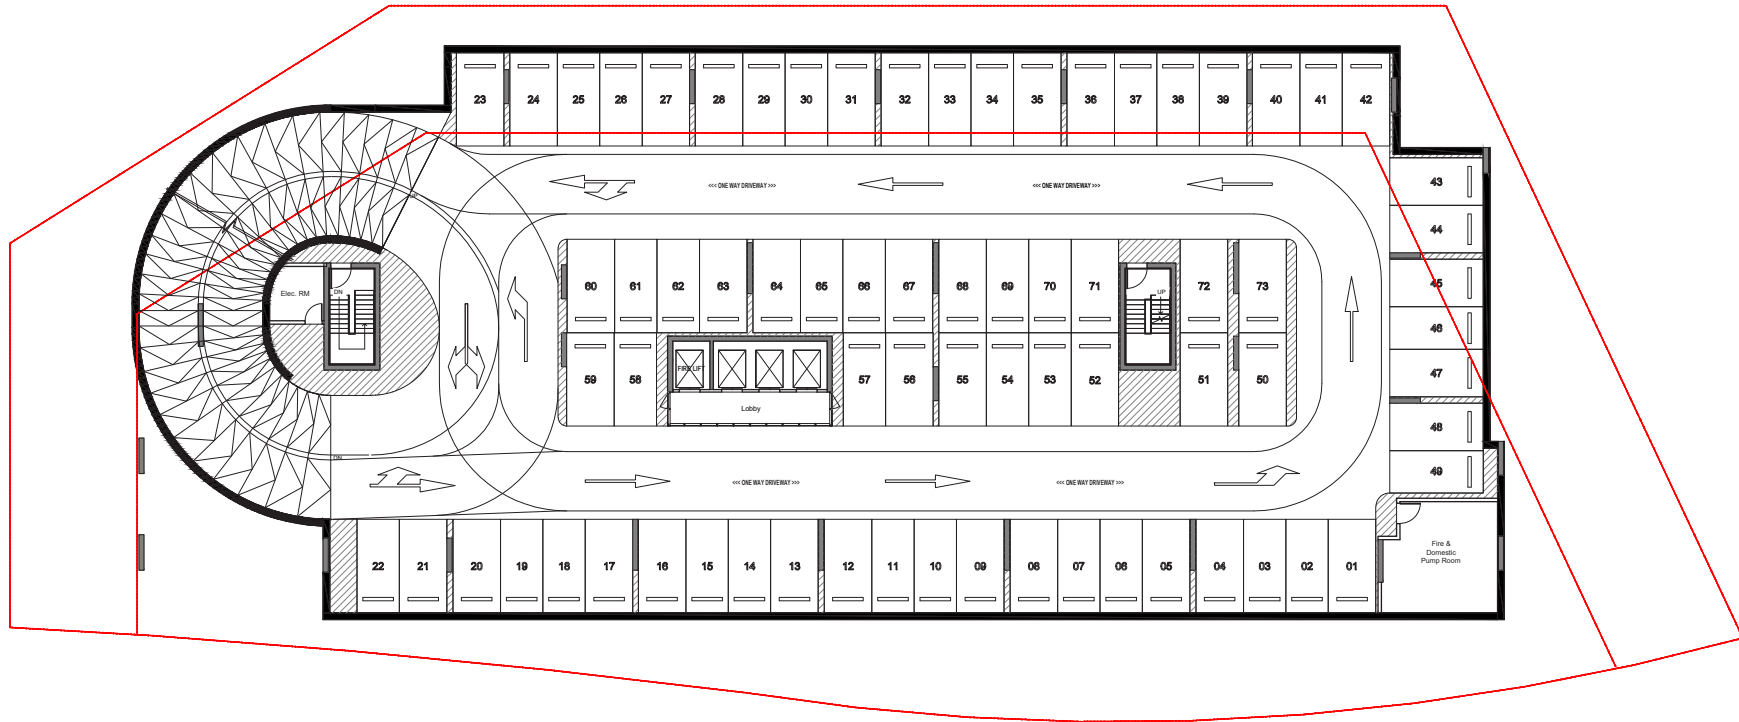 23 24 25 26 27 28 29 30 31 32 33 34 35 36 37 38 39 40 41 42
<<< ONE WAY DRIVEWAY >>> <<< ONE WAY DRIVEWAY >>>
43
44
45
46
47
48
49
UP
60 61 62 63 64 65 66 67 68 69 70 71 72 73
Elec. RM
DN
UP
FIRE LIFT
59 58 57 56 55 54 53 52 51 50
Lobby
DN
<<< ONE WAY DRIVEWAY >>> <<< ONE WAY DRIVEWAY >>>
22 21 20 19 18 17 16 15 14 13 12 11 10 09 08 07 06 05 04 03 02 01
Fire &
Domestic
Pump Room